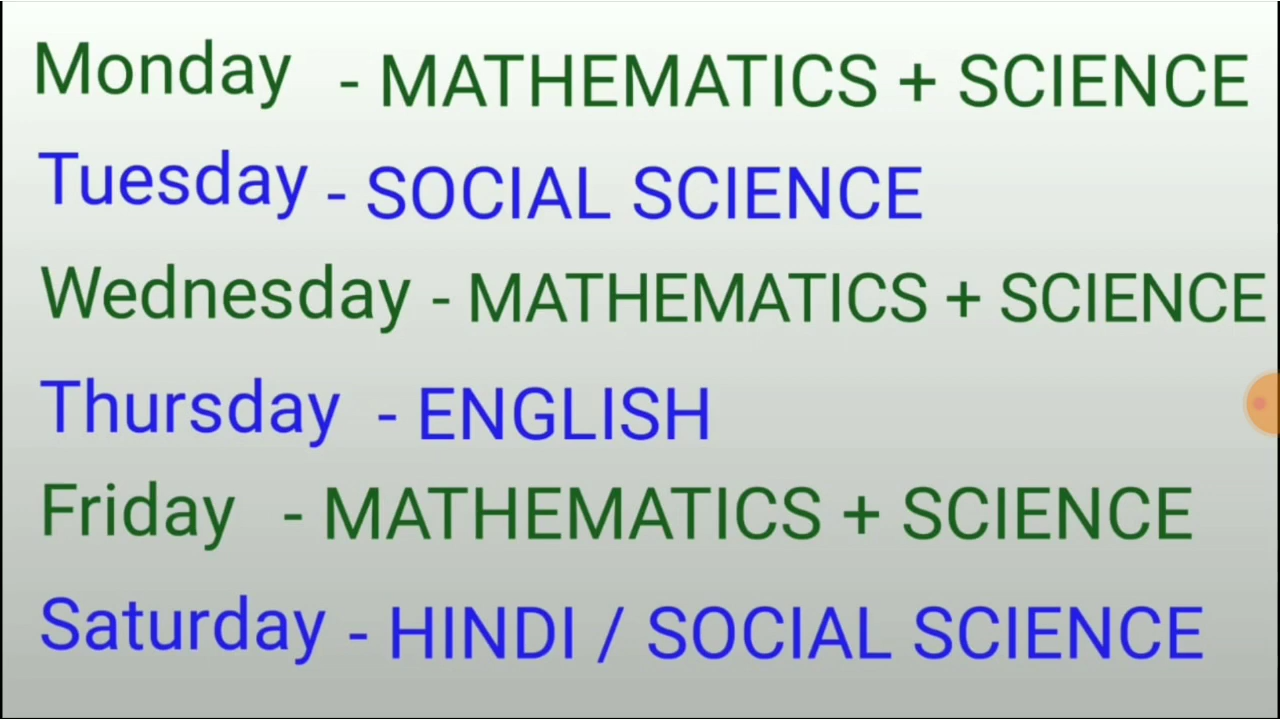 Monday - MATHEMATICS + SCIENCE
Tuesday - SOCIAL SCIENCE
Wednesday - MATHEMATICS + SCIENCE
Thursday - ENGLISH
Friday - MATHEMATICS + SCIENCE
Saturday - HINDI / SOCIAL SCIENCE